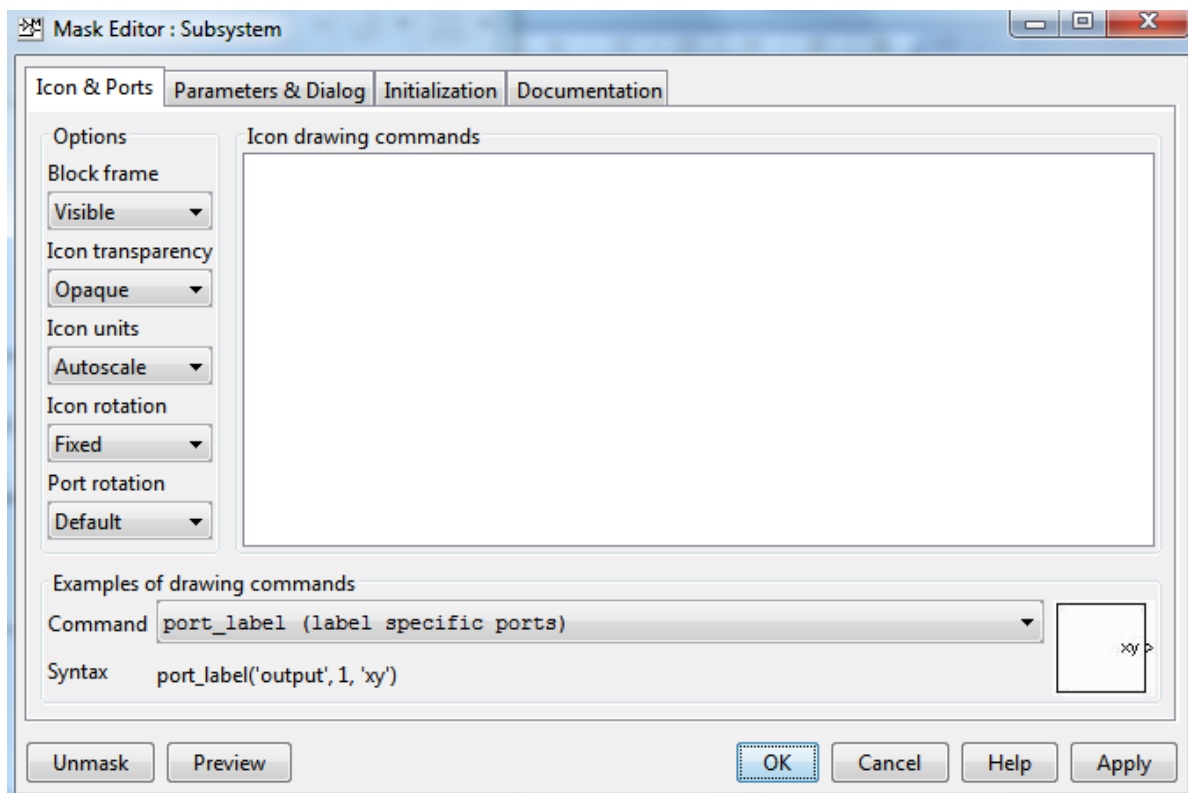 Mask Editor : Subsystem
Icon & Ports Parameters & Dialog Initialization Documentation
Options
Block frame
Visible
Icon transparency
Opaque
Icon units
Autoscale
Icon rotation
Fixed
Port rotation
Default
Icon drawing commands
Examples of drawing commands
Command port_label (label specific ports)
xy
Syntax port_label('output', 1, 'xy')
Unmask Preview OK Cancel Help Apply